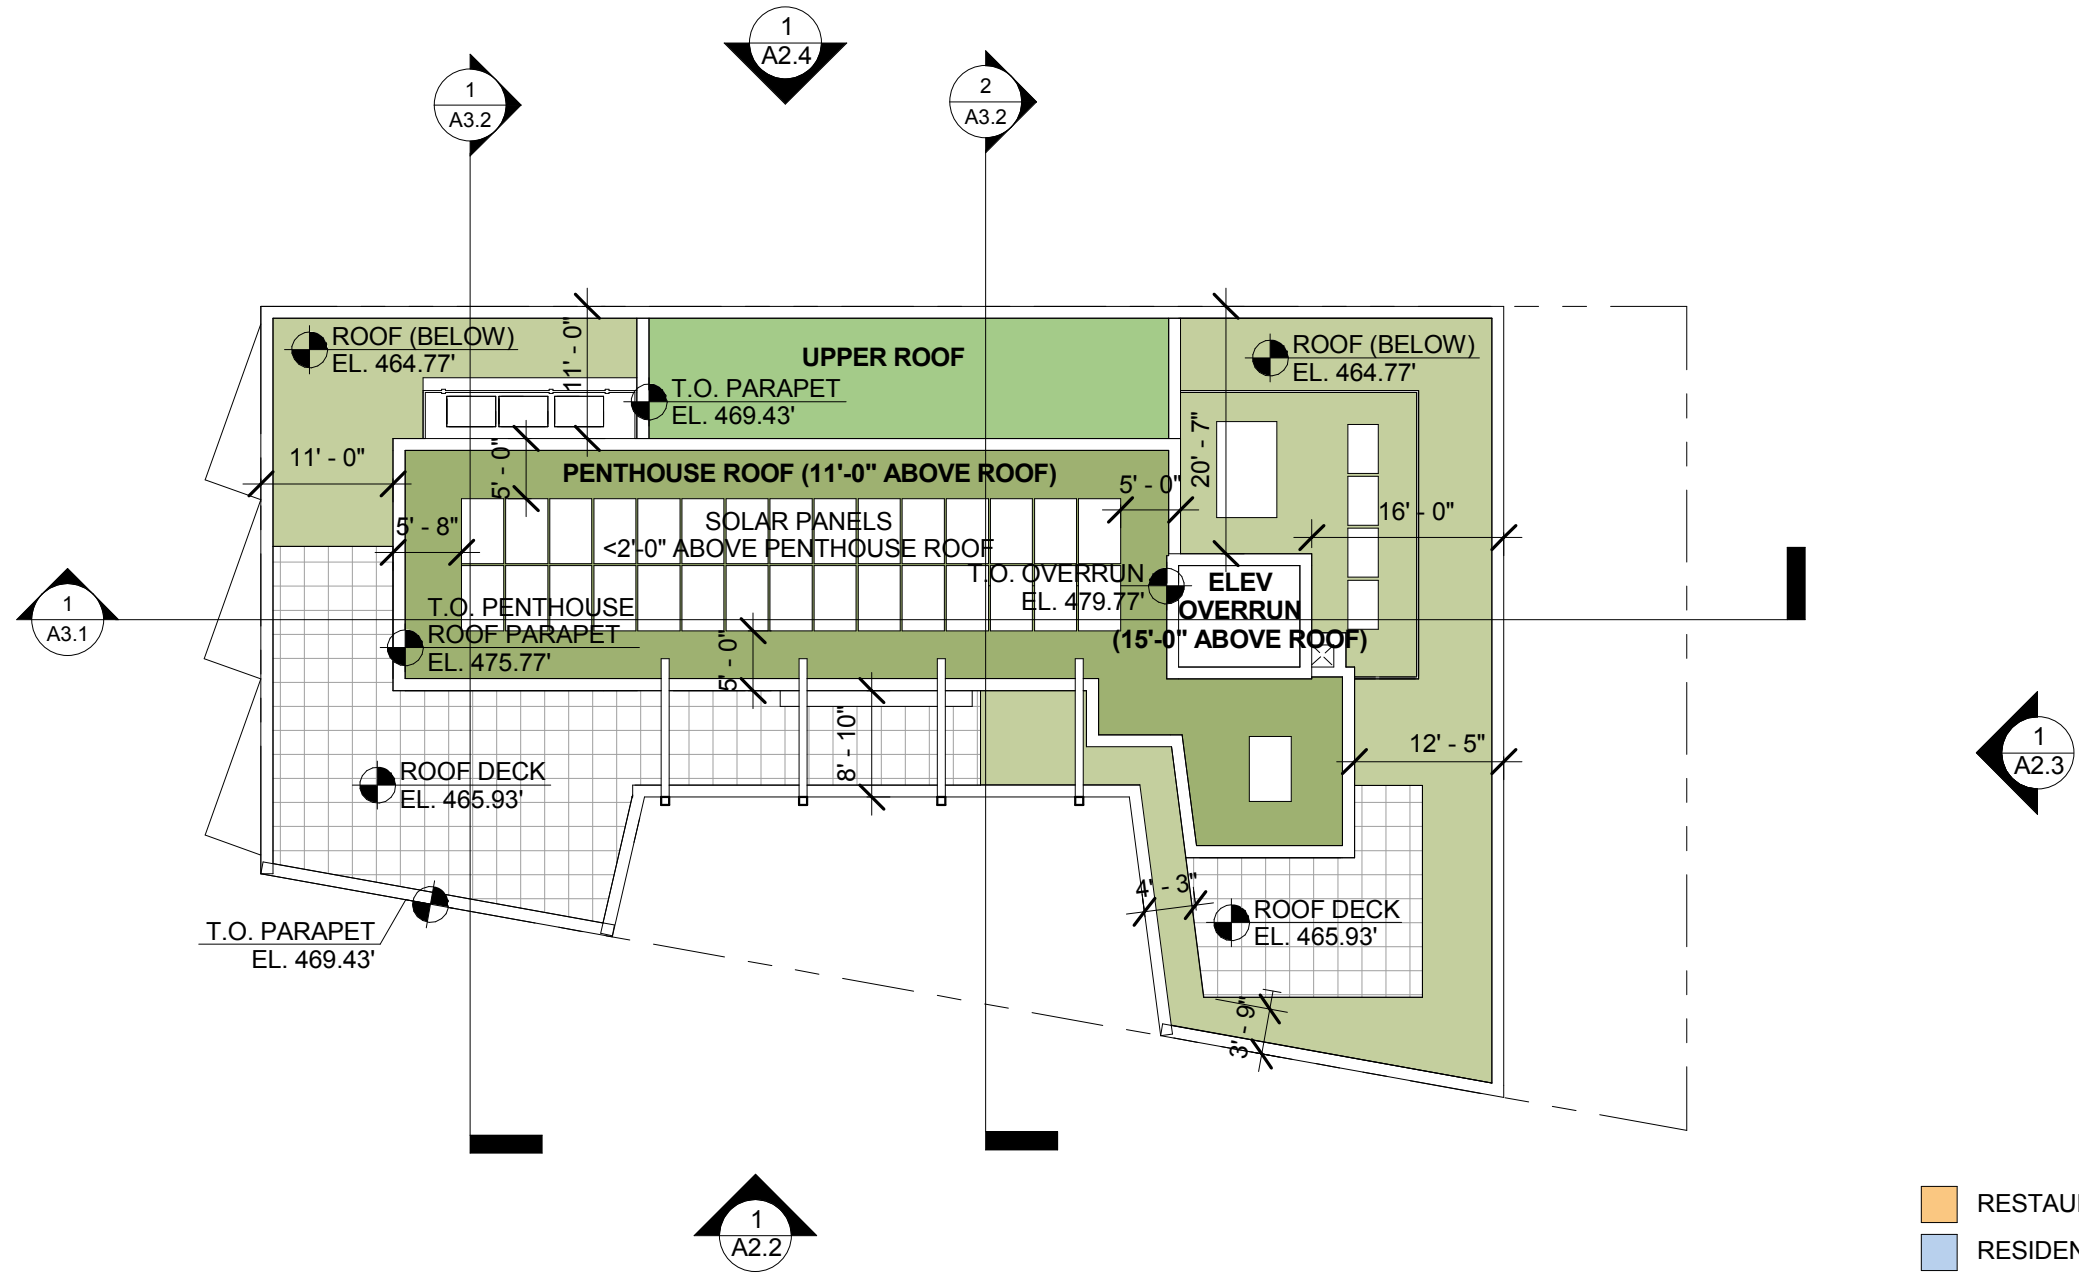 1
A2.4
1
A3.2
2
A3.2
ROOF (BELOW)
EL. 464.77'
11' - 0"
UPPER ROOF
T.O. PARAPET
EL. 469.43'
ROOF (BELOW)
EL. 464.77'
11' - 0"
5' - 0"
PENTHOUSE ROOF (11'-0" ABOVE ROOF)
5' - 0"
20' - 7"
16' - 0"
5' - 8"
SOLAR PANELS
<2'-0" ABOVE PENTHOUSE ROOF
T.O. OVERRUN
EL. 479.77'
ELEV
OVERRUN
(15'-0" ABOVE ROOF)
1
A3.1
T.O. PENTHOUSE
ROOF PARAPET
EL. 475.77'
5' - 0"
8' - 10"
12' - 5"
1
A2.3
ROOF DECK
EL. 465.93'
4' - 3"
ROOF DECK
EL. 465.93'
T.O. PARAPET
EL. 469.43'
3' - 9"
1
A2.2